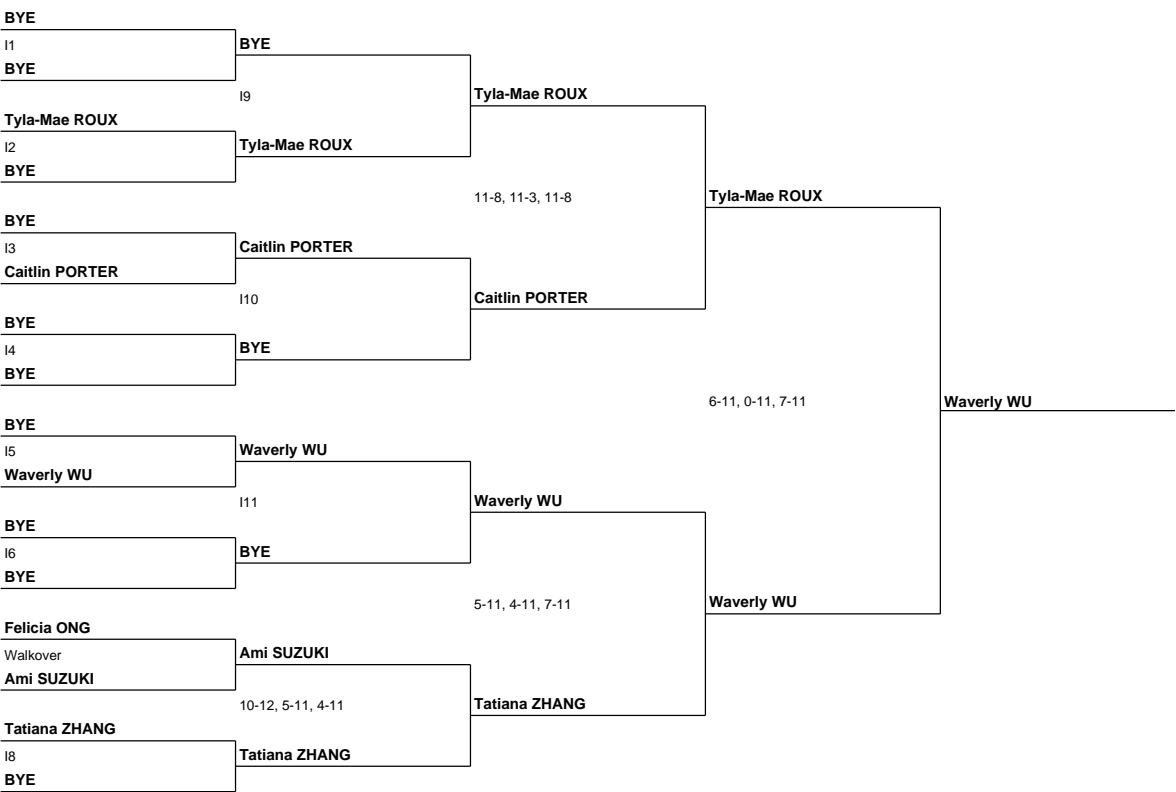 BYE
I1
BYE
BYE
I9
Tyla-Mae ROUX
Tyla-Mae ROUX
I2
BYE
Tyla-Mae ROUX
11-8, 11-3, 11-8
Tyla-Mae ROUX
BYE
I3
Caitlin PORTER
Caitlin PORTER
I10
Caitlin PORTER
BYE
I4
BYE
BYE
6-11, 0-11, 7-11
Waverly WU
BYE
I5
Waverly WU
Waverly WU
I11
Waverly WU
BYE
I6
BYE
BYE
5-11, 4-11, 7-11
Waverly WU
Felicia ONG
Walkover
Ami SUZUKI
Ami SUZUKI
10-12, 5-11, 4-11
Tatiana ZHANG
Tatiana ZHANG
I8
BYE
Tatiana ZHANG